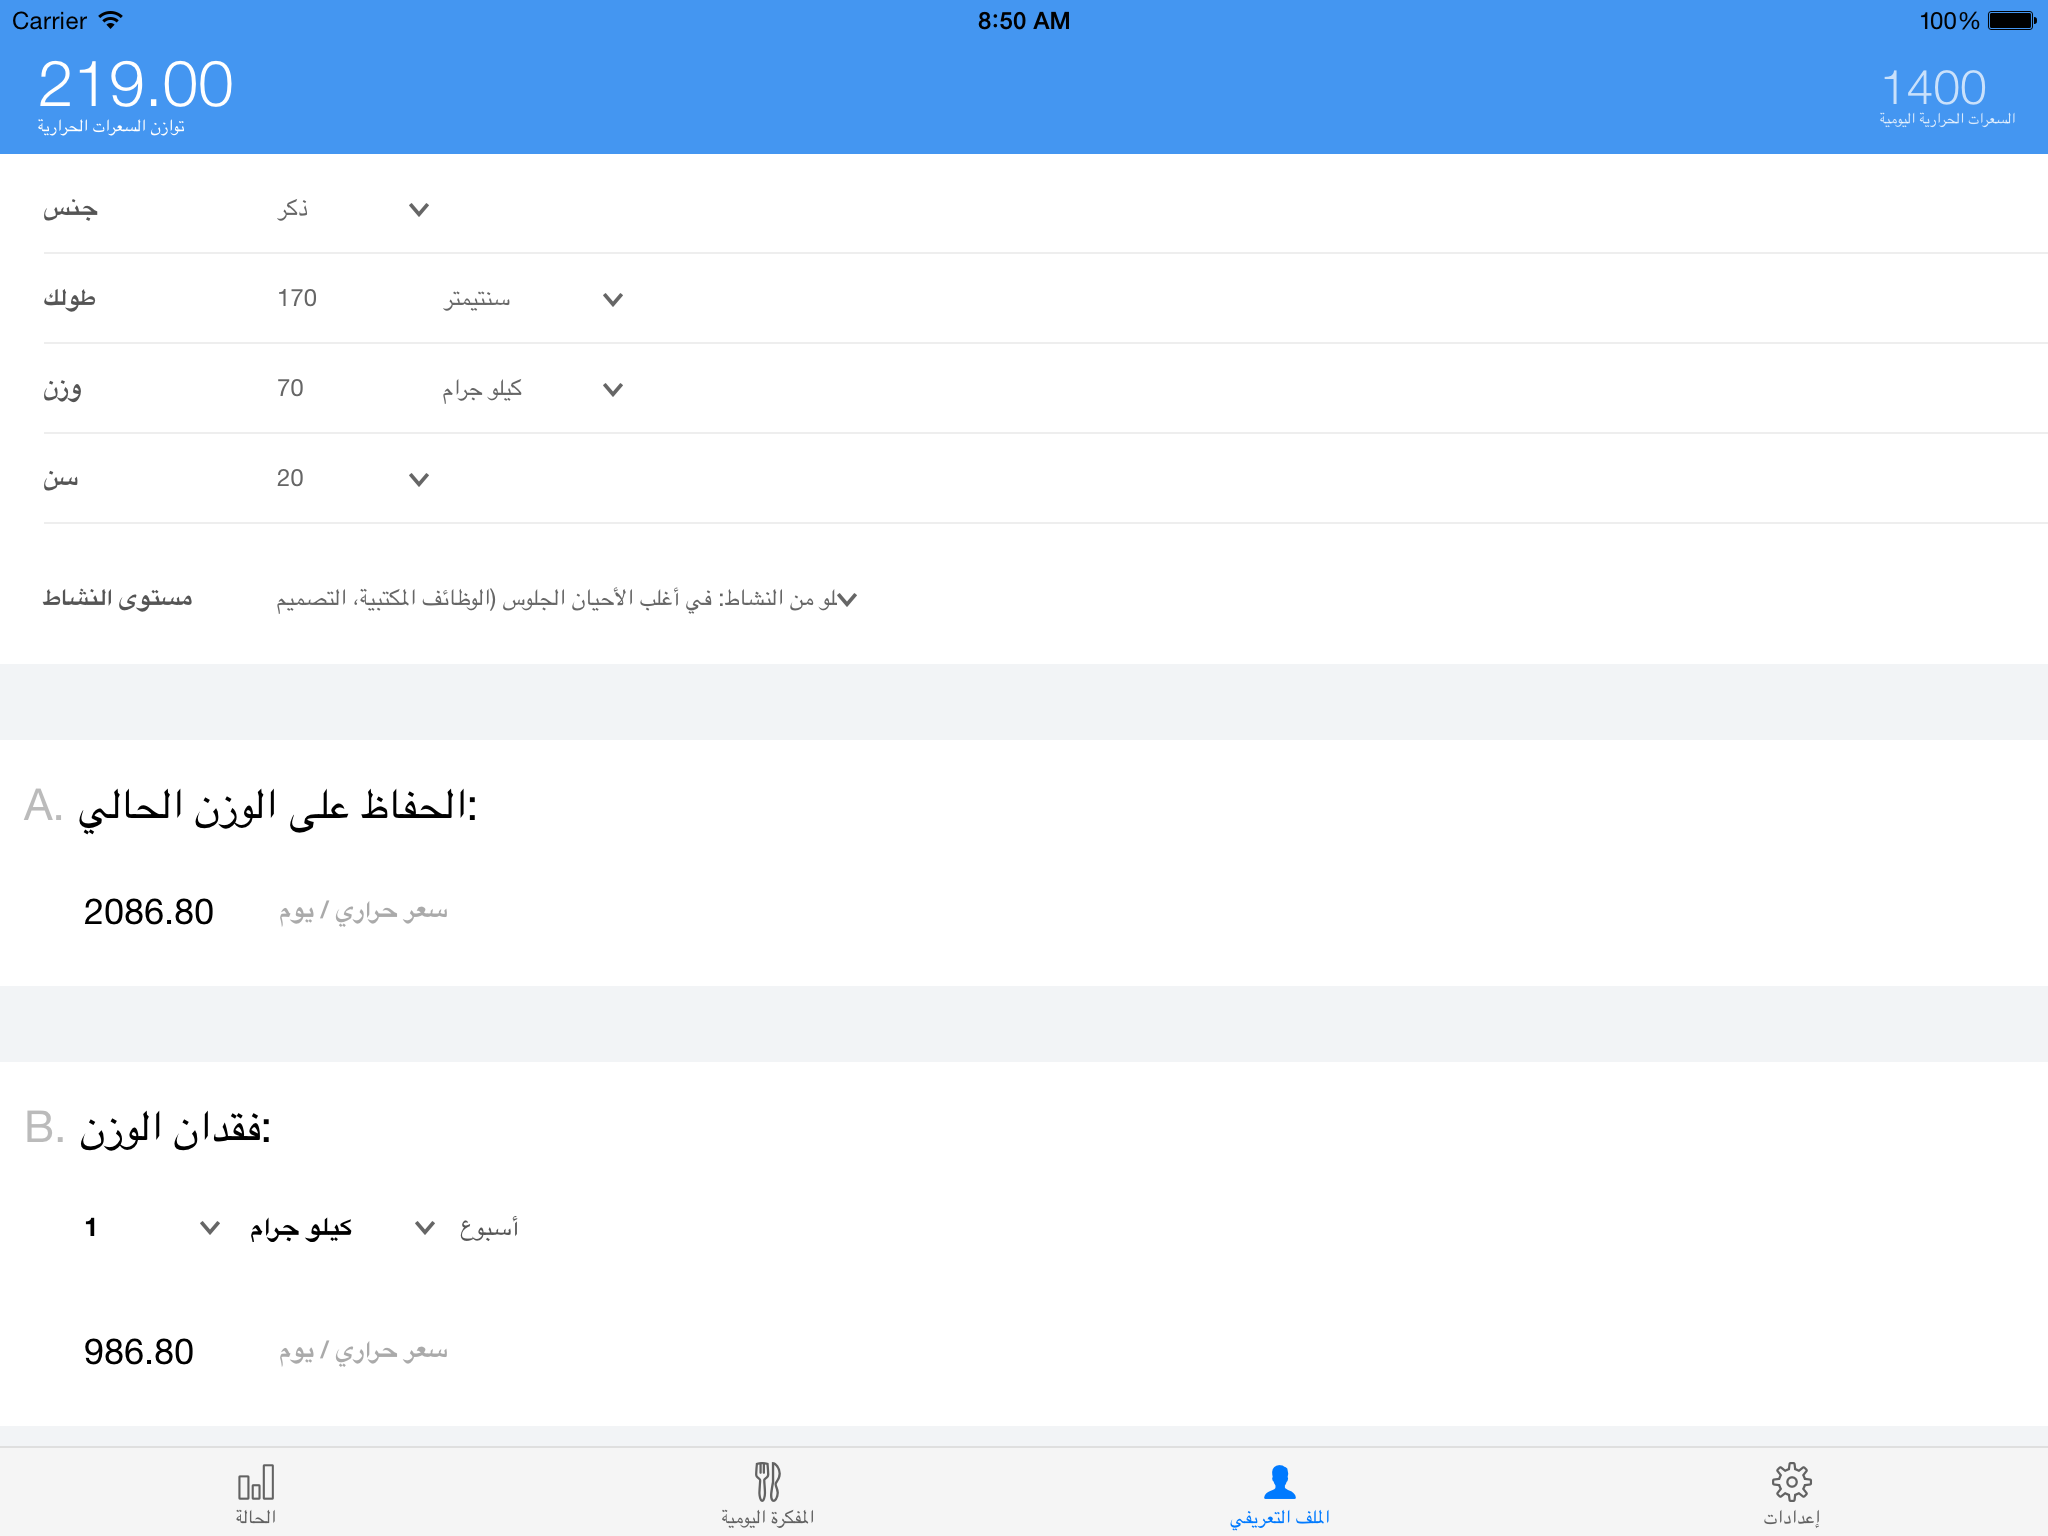 Carrier 8:50 AM 100%
219.00 1400
توازن السعرات الحرارية السعرات الحرارية اليومية
جنس ذكر
طولك 170 سنتيمتر
وزن 70 كيلو جرام
سن 20
مستوى النشاط لو من النشاط: في أغلب الأحيان الجلوس (الوظائف المكتبية، التصميم
A. الحفاظ على الوزن الحالي:
2086.80 سعر حراري / يوم
B. فقدان الوزن:
1 كيلو جرام أسبوع
986.80 سعر حراري / يوم
الحالة المفكرة اليومية الملف التعريفي إعدادات